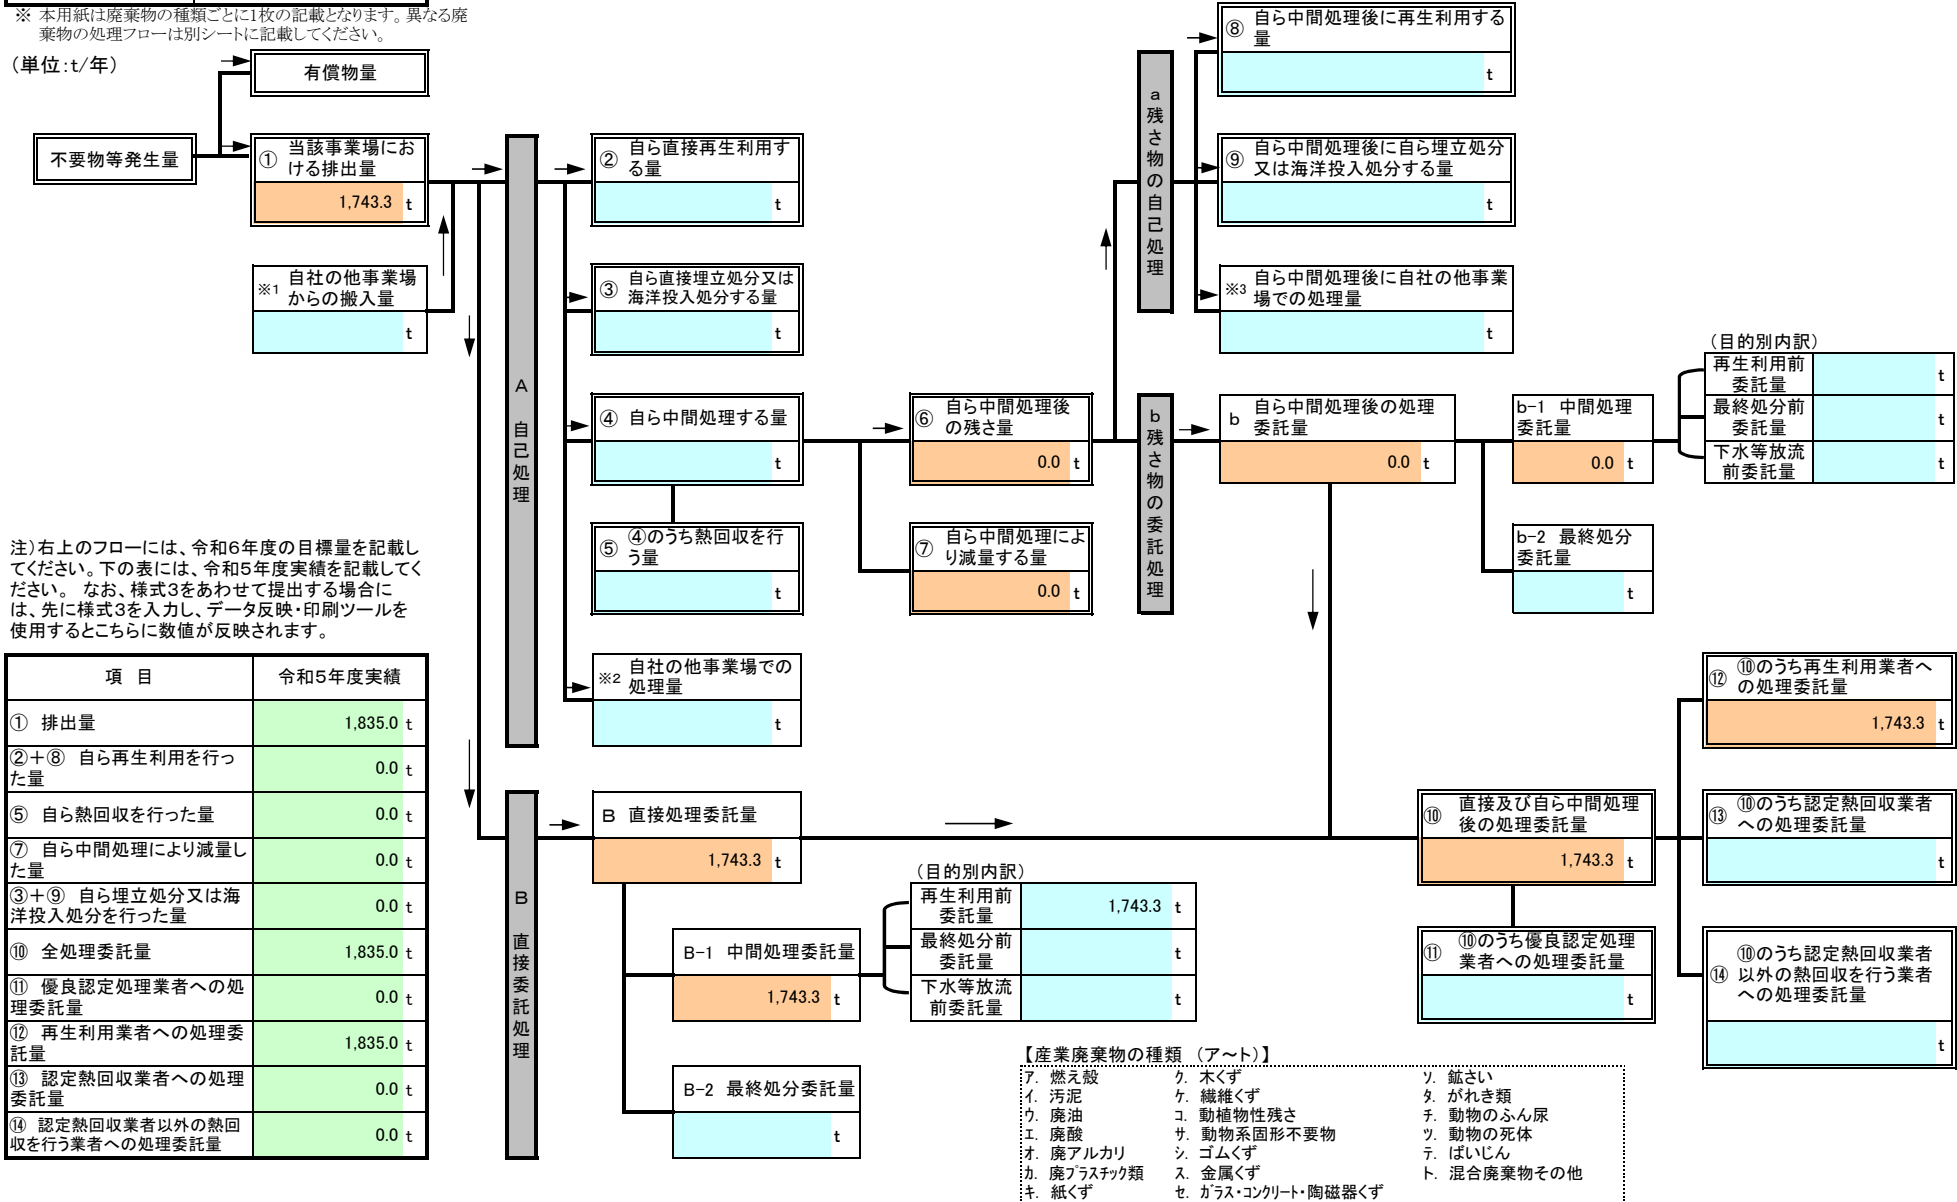 ※ 本用紙は廃棄物の種類ごとに1枚の記載となります。異なる廃
棄物の処理フローは別シートに記載してください。
(単位:t/年)
有償物量
不要物等発生量
① 当該事業場にお
ける排出量
1,743.3 t
※1 自社の他事業場
からの搬入量
t
A 自己処理
② 自ら直接再生利用す
る量
t
③ 自ら直接埋立処分又は
海洋投入処分する量
t
④ 自ら中間処理する量
t
⑤ ④のうち熱回収を行
う量
t
※2 自社の他事業場での
処理量
t
⑥ 自ら中間処理後
の残さ量
0.0 t
⑦ 自ら中間処理によ
り減量する量
0.0 t
a残さ物の自己処理
⑧ 自ら中間処理後に再生利用する
量
t
⑨ 自ら中間処理後に自ら埋立処分
又は海洋投入処分する量
t
※3 自ら中間処理後に自社の他事業
場での処理量
t
b残さ物の委託処理
b 自ら中間処理後の処理
委託量
0.0 t
b-1 中間処理
委託量
0.0 t
b-2 最終処分
委託量
t
(目的別内訳)
再生利用前
委託量
t
最終処分前
委託量
t
下水等放流
前委託量
t
注)右上のフローには、令和6年度の目標量を記載し
てください。下の表には、令和5年度実績を記載してく
ださい。 なお、様式3をあわせて提出する場合に
は、先に様式3を入力し、データ反映・印刷ツールを
使用するとこちらに数値が反映されます。
項 目 令和5年度実績
① 排出量 1,835.0 t
②+⑧ 自ら再生利用を行っ
た量 0.0 t
⑤ 自ら熱回収を行った量 0.0 t
⑦ 自ら中間処理により減量し
た量 0.0 t
③+⑨ 自ら埋立処分又は海
洋投入処分を行った量 0.0 t
⑩ 全処理委託量 1,835.0 t
⑪ 優良認定処理業者への処
理委託量 0.0 t
⑫ 再生利用業者への処理委
託量 1,835.0 t
⑬ 認定熱回収業者への処理
委託量 0.0 t
⑭ 認定熱回収業者以外の熱回
収を行う業者への処理委託量 0.0 t
B 直接委託処理
B 直接処理委託量
1,743.3 t
B-1 中間処理委託量
1,743.3 t
B-2 最終処分委託量
t
(目的別内訳)
再生利用前
委託量
1,743.3 t
最終処分前
委託量
t
下水等放流
前委託量
t
⑩ 直接及び自ら中間処理
後の処理委託量
1,743.3 t
⑪ ⑩のうち優良認定処理
業者への処理委託量
t
⑫ ⑩のうち再生利用業者へ
の処理委託量
1,743.3 t
⑬ ⑩のうち認定熱回収業者
への処理委託量
t
⑭ ⑩のうち認定熱回収業者
以外の熱回収を行う業者
への処理委託量
t
【産業廃棄物の種類 (ア~ト)】
ア. 燃え殻 ク. 木くず ソ. 鉱さい
イ. 汚泥 ケ. 繊維くず タ. がれき類
ウ. 廃油 コ. 動植物性残さ チ. 動物のふん尿
エ. 廃酸 サ. 動物系固形不要物 ツ. 動物の死体
オ. 廃アルカリ シ. ゴムくず テ. ばいじん
カ. 廃プラスチック類 ス. 金属くず ト. 混合廃棄物その他
キ. 紙くず セ. ガラス・コンクリート・陶磁器くず